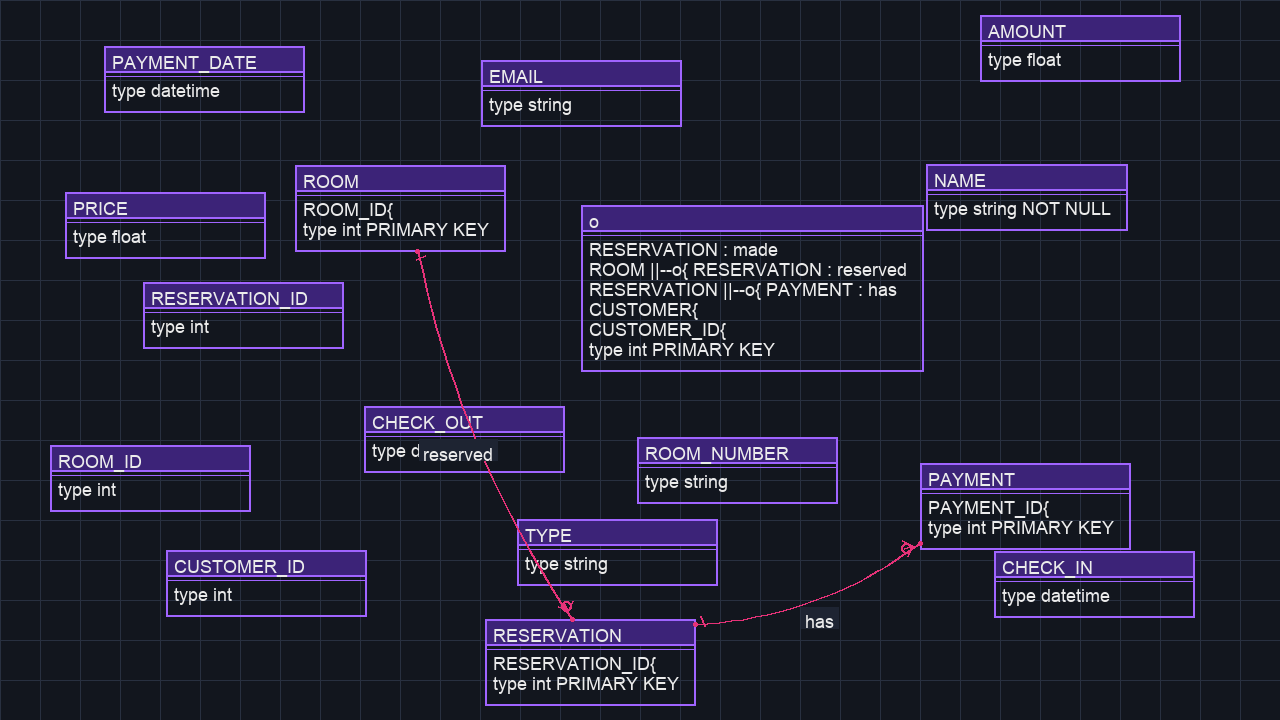 AMOUNT
type float
PAYMENT_DATE
type datetime
EMAIL
type string
ROOM
ROOM_ID{
type int PRIMARY KEY
NAME
type string NOT NULL
PRICE
type float
o
RESERVATION : made
ROOM ||--o{ RESERVATION : reserved
RESERVATION ||--o{ PAYMENT : has
CUSTOMER{
CUSTOMER_ID{
type int PRIMARY KEY
RESERVATION_ID
type int
CHECK_OUT
type d
reserved
ROOM_NUMBER
type string
ROOM_ID
type int
PAYMENT
PAYMENT_ID{
type int PRIMARY KEY
TYPE
type string
CUSTOMER_ID
type int
CHECK_IN
type datetime
has
RESERVATION
RESERVATION_ID{
type int PRIMARY KEY